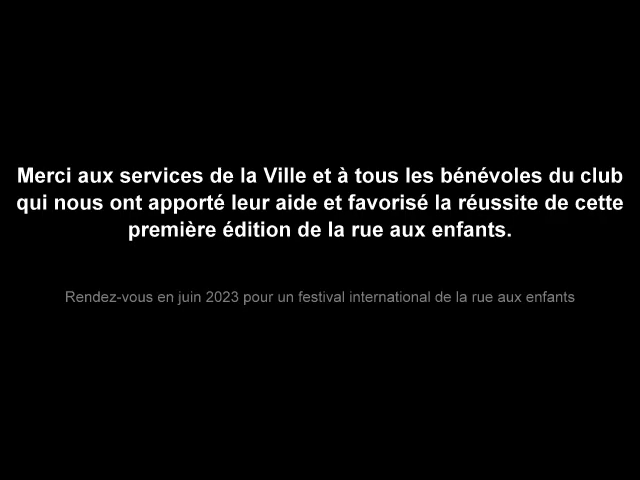 Merci aux services de la Ville et à tous les bénévoles du club
qui nous ont apporté leur aide et favorisé la réussite de cette
première édition de la rue aux enfants.
Rendez-vous en juin 2023 pour un festival international de la rue aux enfants